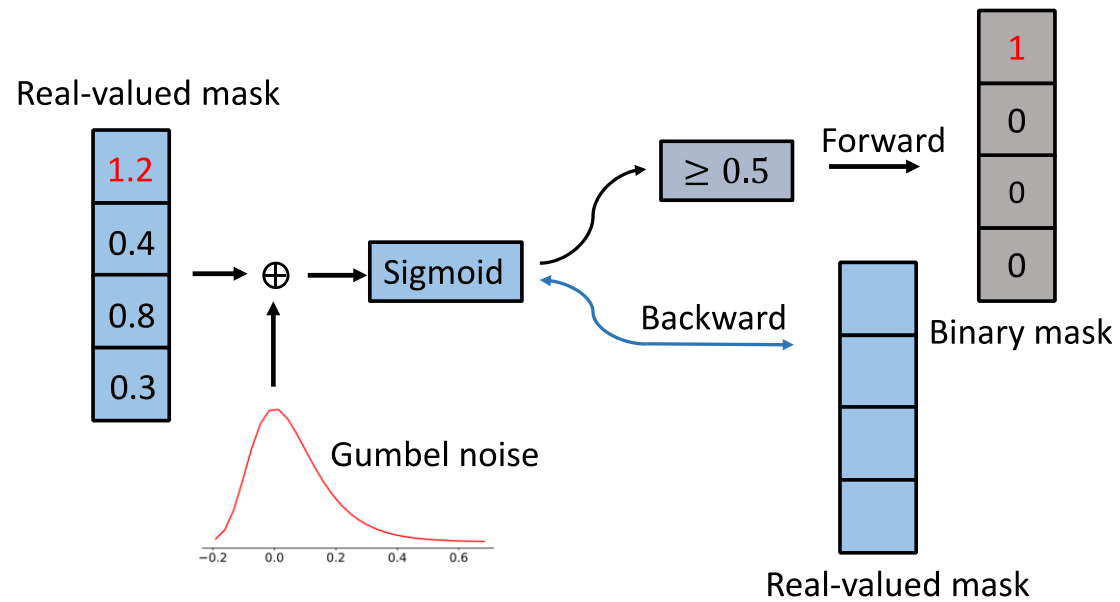 Real-valued mask
1.2
0.4
0.8
0.3
⊕
Sigmoid
Gumbel noise
−0.2 0.0 0.2 0.4 0.6
≥ 0.5
Forward
1
0
0
0
Binary mask
Backward
Real-valued mask